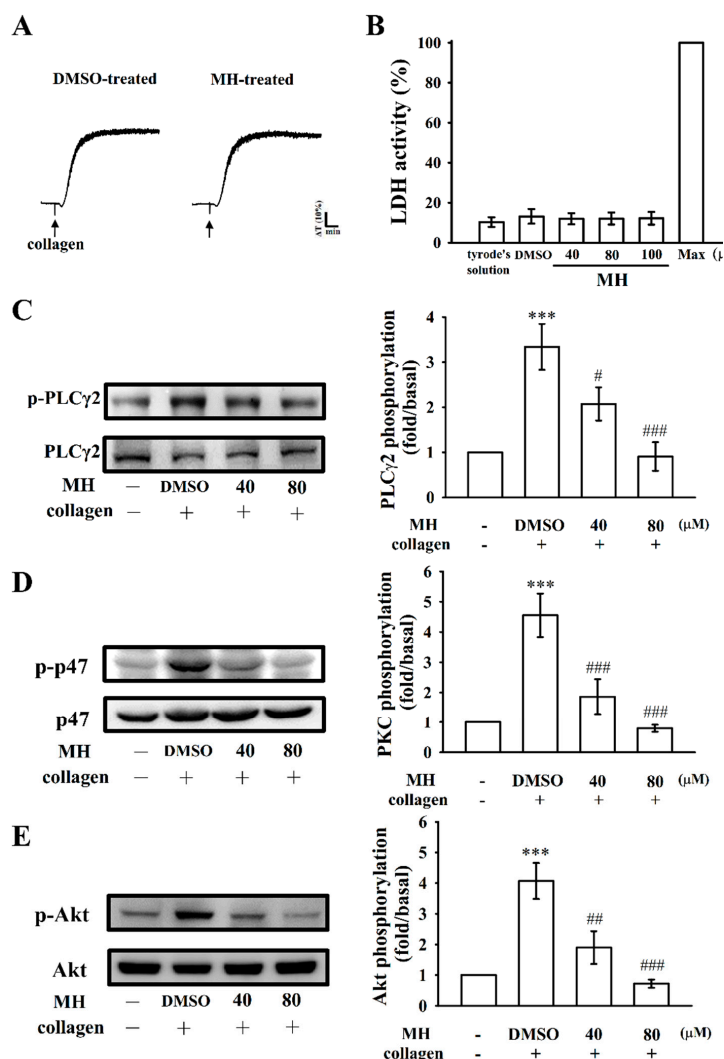 A
DMSO-treated MH-treated
collagen
ΔT (10%)
min
B
LDH activity (%)
100
80
60
40
20
0
tyrode's solution DMSO 40 80 100 Max (μ
MH
C
p-PLCγ2
PLCγ2
MH – DMSO 40 80
collagen – + + +
PLCγ2 phosphorylation
(fold/basal)
4
3
2
1
0
***
#
###
MH - DMSO 40 80 (μM)
collagen - + + +
D
p-p47
p47
MH – DMSO 40 80
collagen – + + +
PKC phosphorylation
(fold/basal)
6
5
4
3
2
1
0
***
###
###
MH - DMSO 40 80 (μM)
collagen - + + +
E
p-Akt
Akt
MH – DMSO 40 80
collagen – + + +
Akt phosphorylation
(fold/basal)
6
5
4
3
2
1
0
***
##
###
MH - DMSO 40 80 (μM)
collagen - + + +